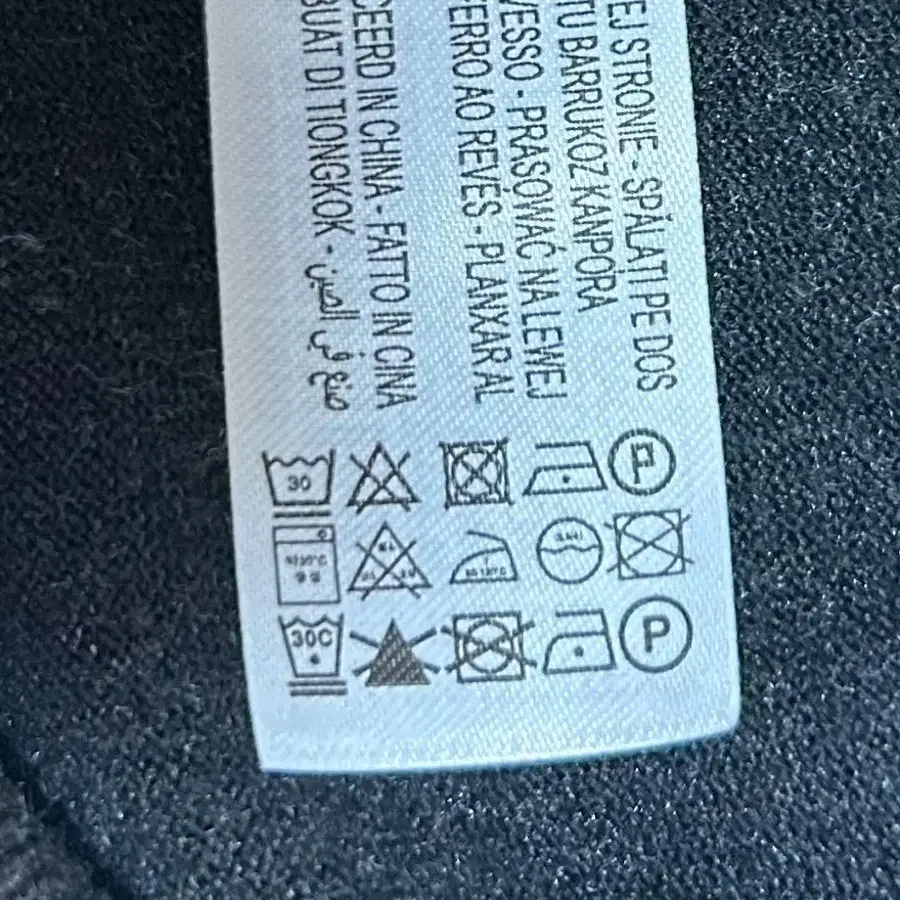 EJ STRONIE - SPĂLATI PE DOS
TU BARRUKOZ KANPORA
VESSO - PRASOWAĆ NA LEWEJ
FERRO AO REVÉS - PLANXAR AL
CEERD IN CHINA - FATTO IN CINA
BUAT DI TIONGKOK - صنع في الصين
30 P
30C P